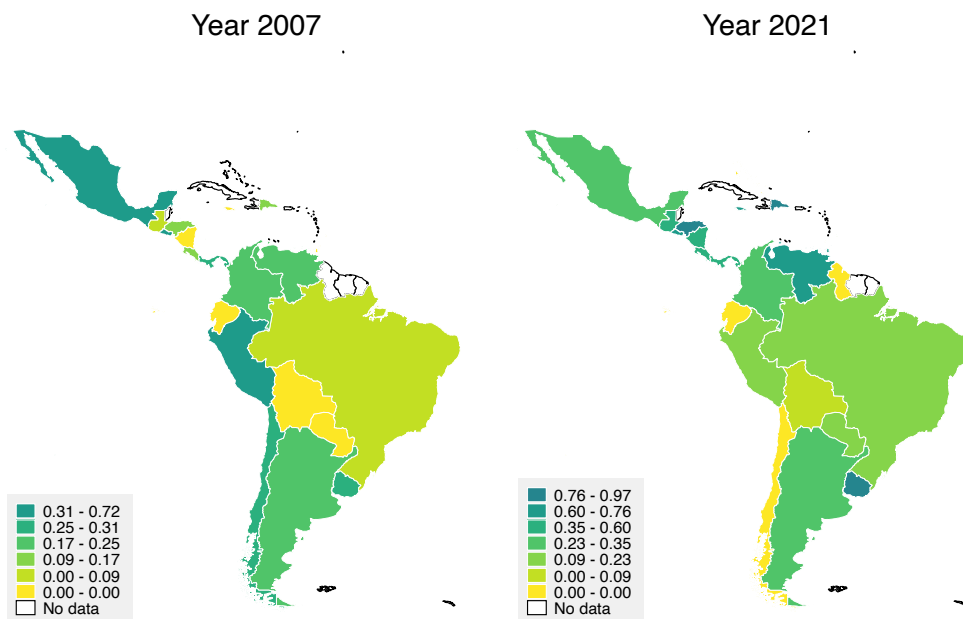 Year 2007
Year 2021
0.31 - 0.72
0.25 - 0.31
0.17 - 0.25
0.09 - 0.17
0.00 - 0.09
0.00 - 0.00
No data
0.76 - 0.97
0.60 - 0.76
0.35 - 0.60
0.23 - 0.35
0.09 - 0.23
0.00 - 0.09
0.00 - 0.00
No data